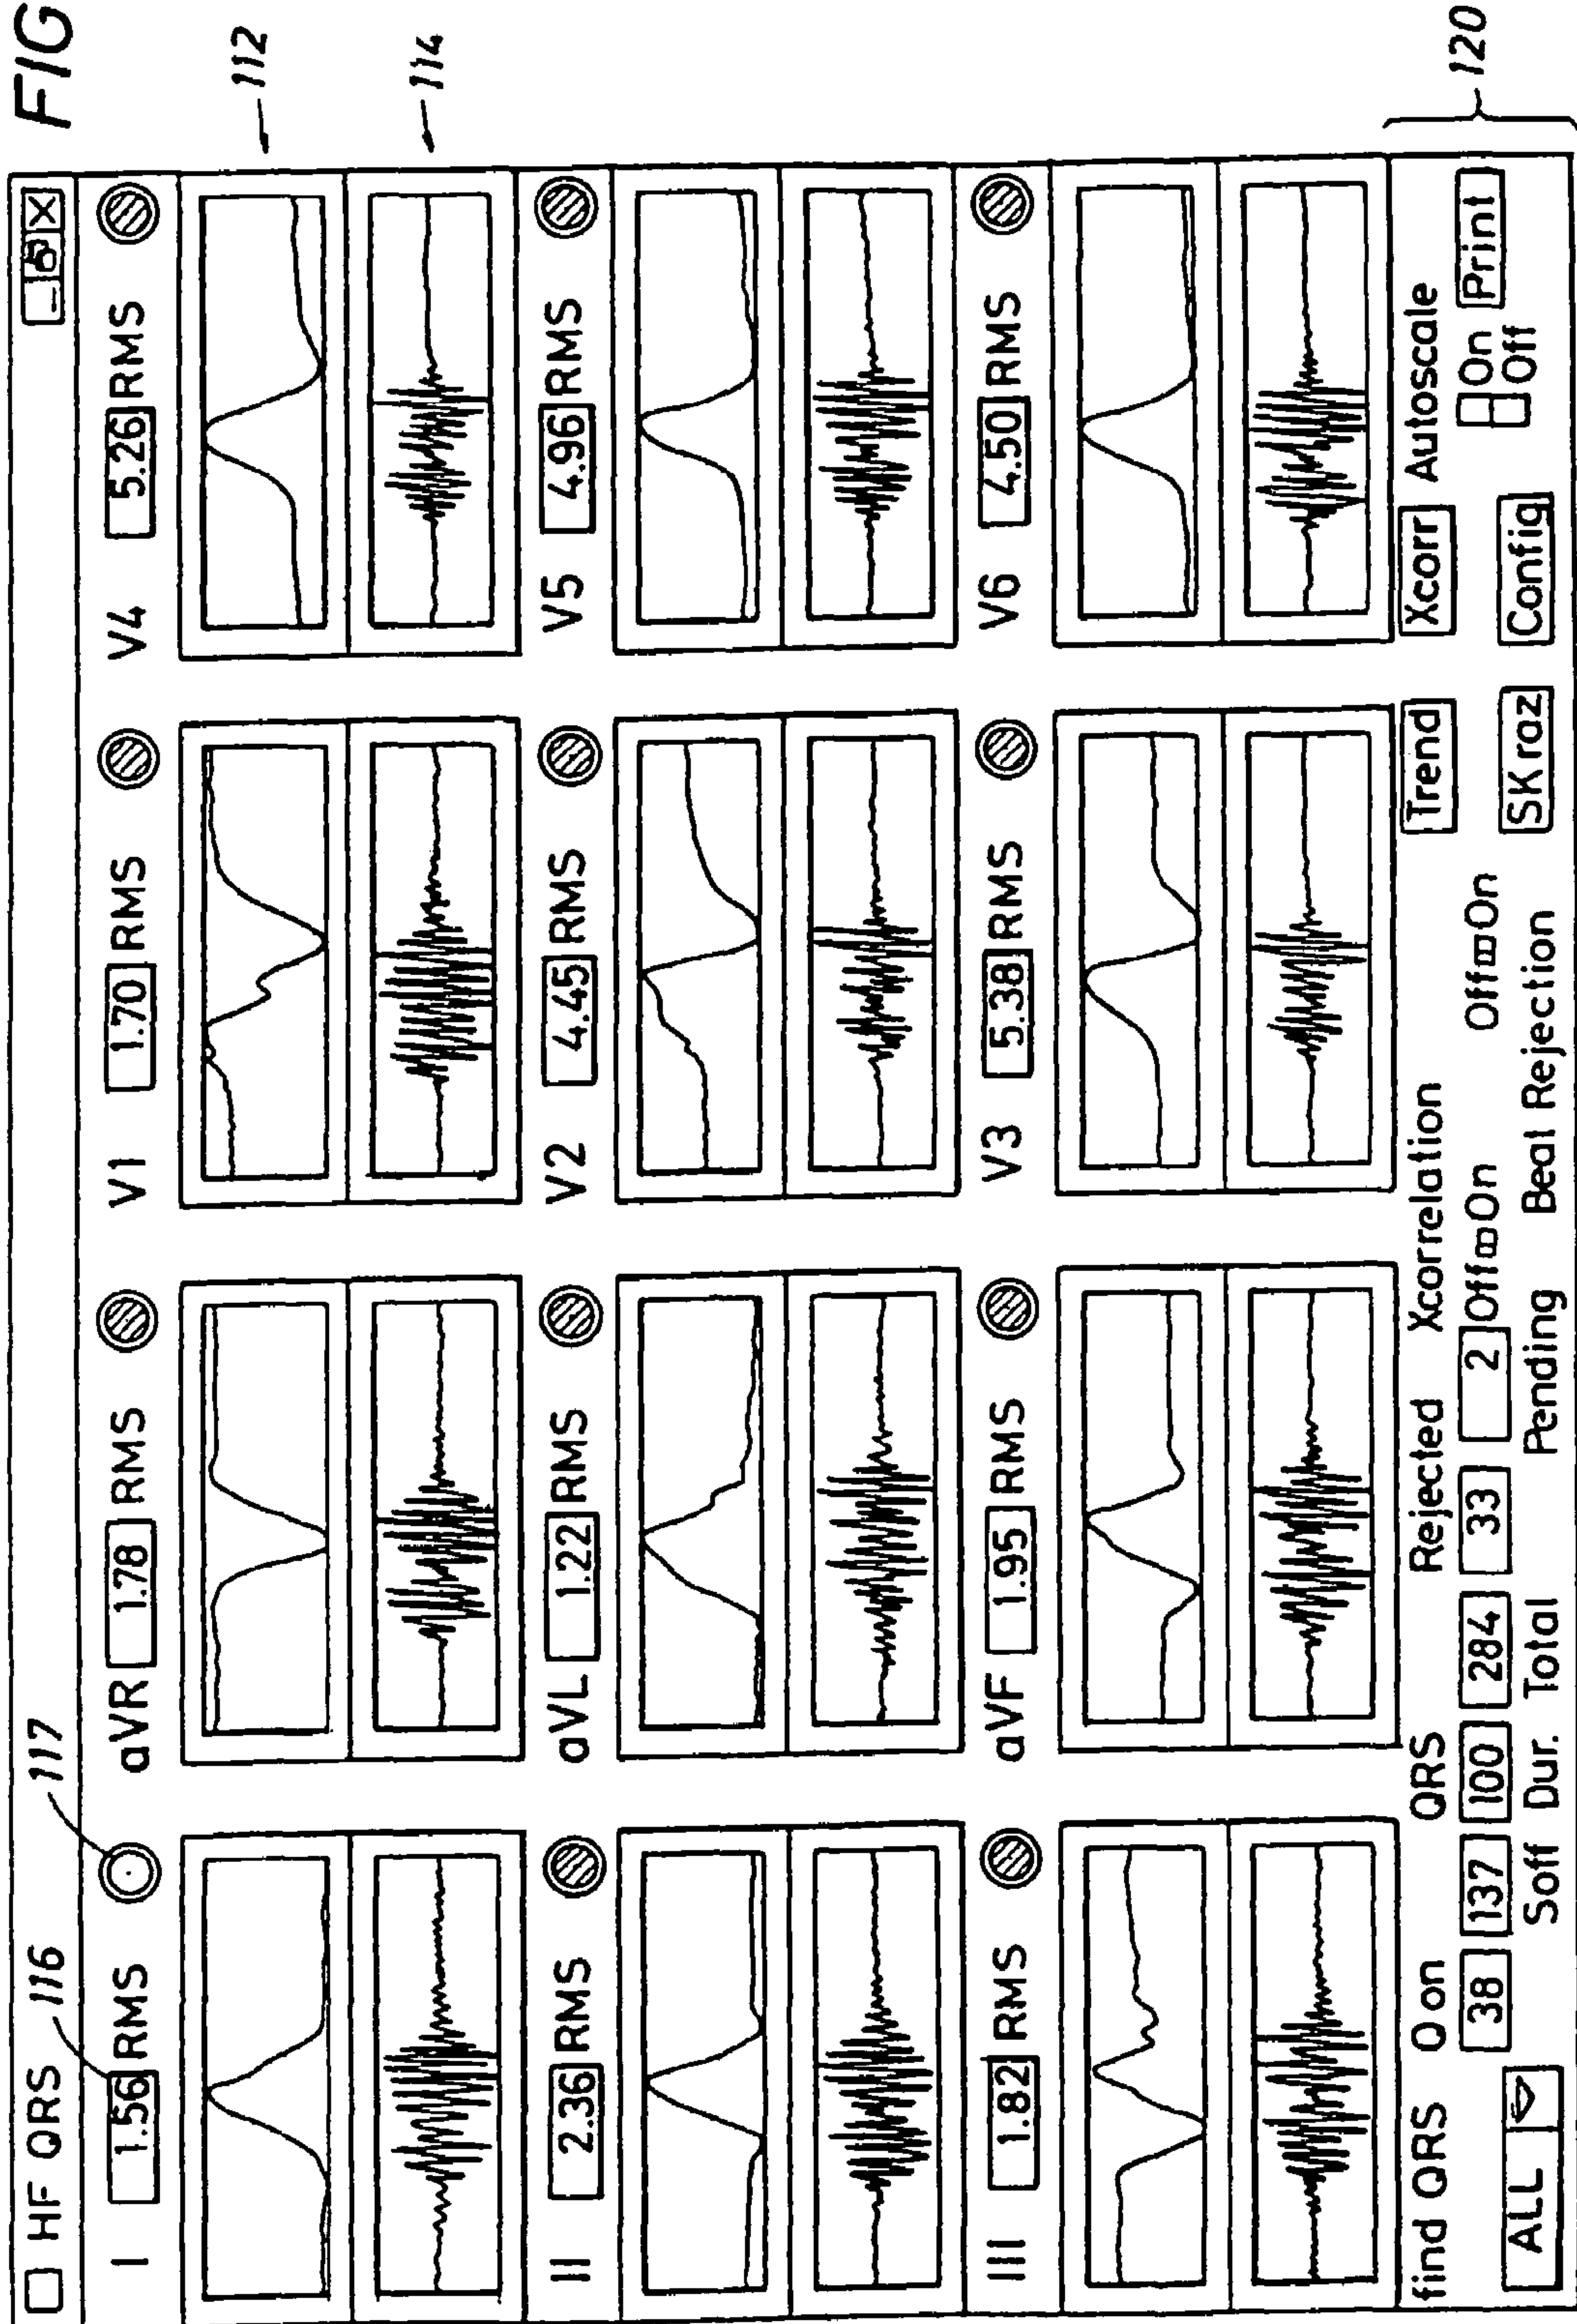 FIG
HF QRS
116
117
112
114
I 1.56 RMS
aVR 1.78 RMS
V1 1.70 RMS
V4 5.26 RMS
II 2.36 RMS
aVL 1.22 RMS
V2 4.45 RMS
V5 4.96 RMS
III 1.82 RMS
aVF 1.95 RMS
V3 5.38 RMS
V6 4.50 RMS
find QRS Q on QRS Rejected Xcorrelation Trend Xcorr Autoscale
ALL 38 137 100 284 33 2 Off On Off On On Print
Soff Dur. Total Pending Beat Rejection SK raz Config Off
120